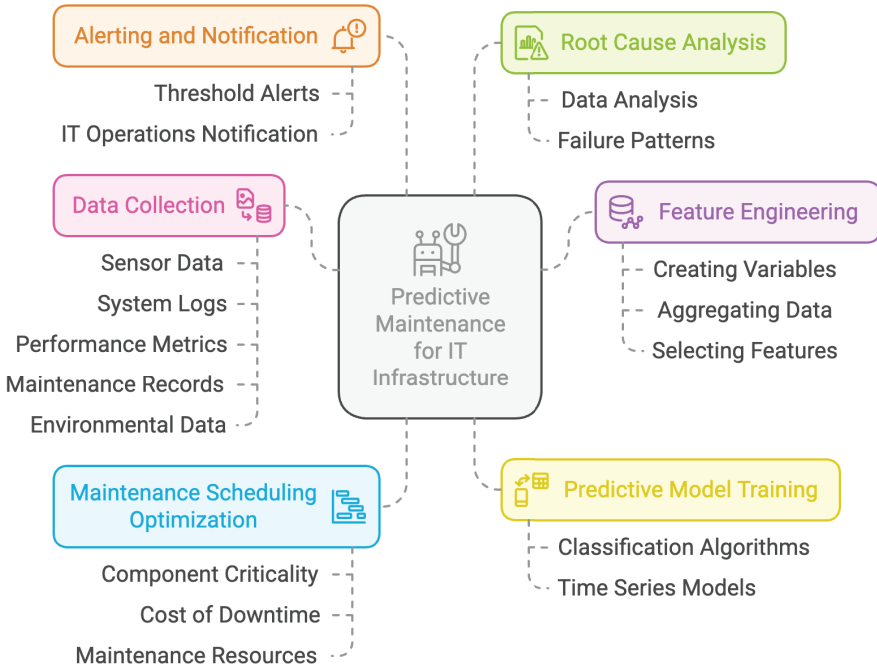 Alerting and Notification
Threshold Alerts
IT Operations Notification
Root Cause Analysis
Data Analysis
Failure Patterns
Data Collection
Sensor Data
System Logs
Performance Metrics
Maintenance Records
Environmental Data
Predictive
Maintenance
for IT
Infrastructure
Feature Engineering
Creating Variables
Aggregating Data
Selecting Features
Maintenance Scheduling
Optimization
Component Criticality
Cost of Downtime
Maintenance Resources
Predictive Model Training
Classification Algorithms
Time Series Models